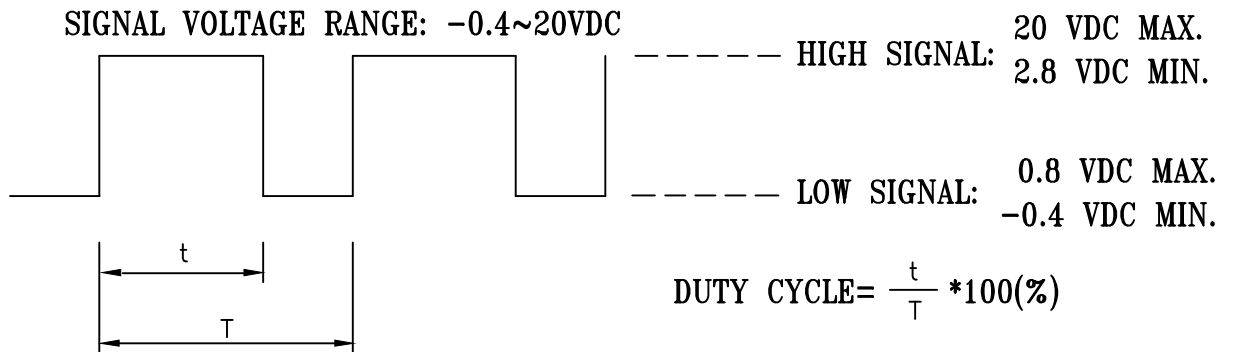 SIGNAL VOLTAGE RANGE: -0.4~20VDC
HIGH SIGNAL: 20 VDC MAX.
2.8 VDC MIN.
LOW SIGNAL: 0.8 VDC MAX.
-0.4 VDC MIN.
t
T
DUTY CYCLE= t/T *100(%)